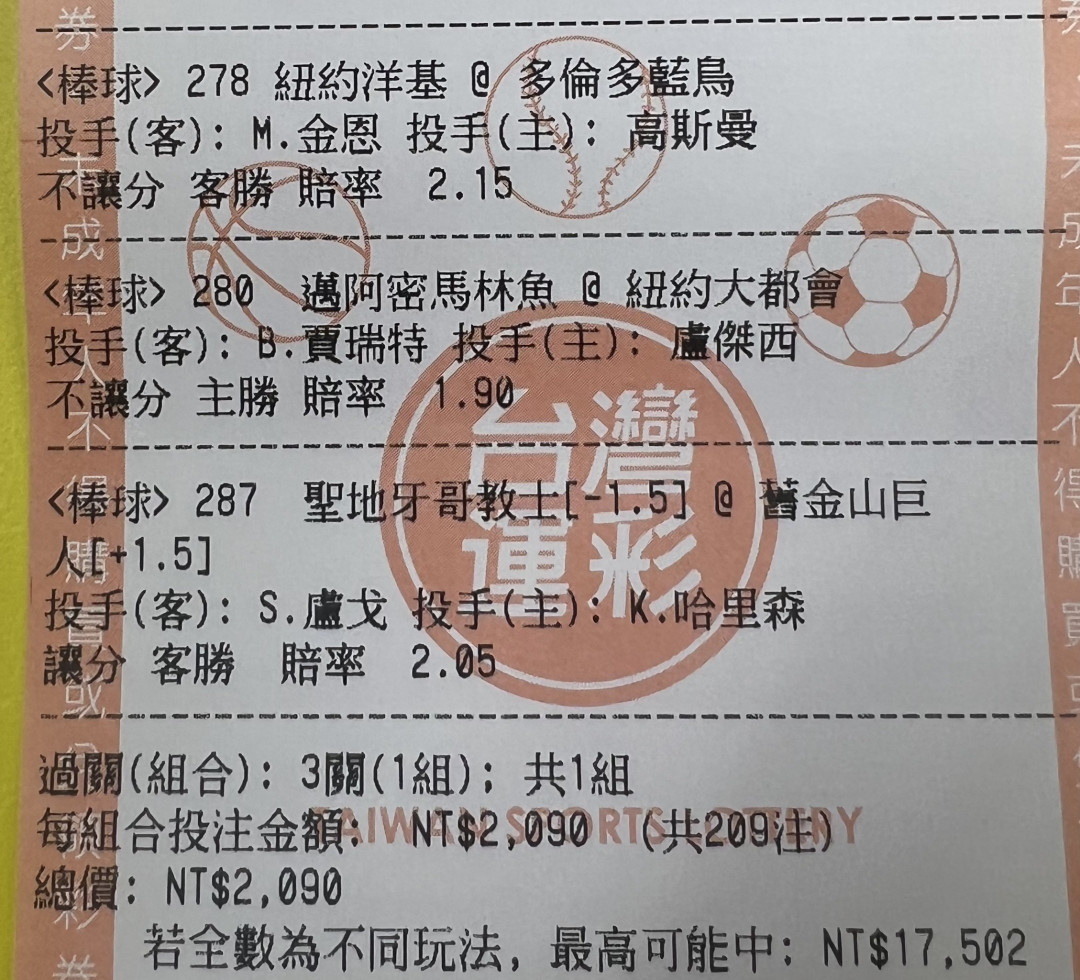 <棒球> 278 紐約洋基 @ 多倫多藍鳥
投手(客): M.金恩 投手(主): 高斯曼
不讓分 客勝 賠率 2.15
<棒球> 280 邁阿密馬林魚 @ 紐約大都會
投手(客): B.賈瑞特 投手(主): 盧傑西
不讓分 主勝 賠率 1.90
<棒球> 287 聖地牙哥教士[-1.5] @ 舊金山巨
人[+1.5]
投手(客): S.盧戈 投手(主): K.哈里森
讓分 客勝 賠率 2.05
過關(組合): 3關(1組); 共1組
每組合投注金額: NT$2,090 (共209注)
總價: NT$2,090
若全數為不同玩法, 最高可能中: NT$17,502
台灣
運彩
TAIWAN SPORTS LOTTERY